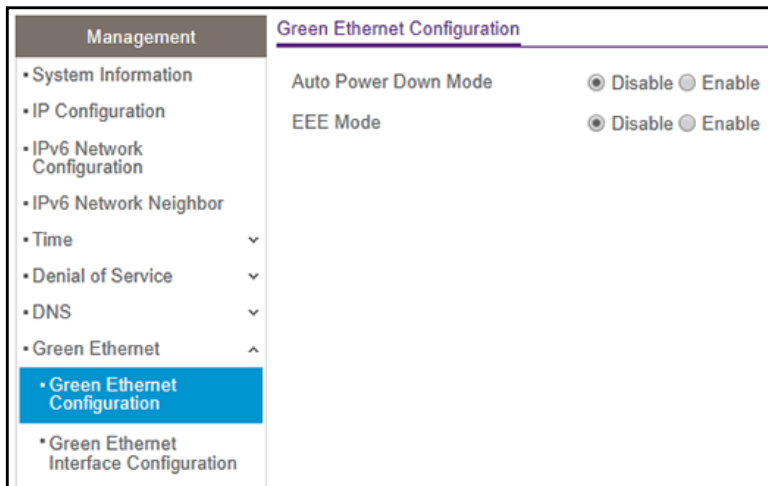 Management
• System Information
• IP Configuration
• IPv6 Network
Configuration
• IPv6 Network Neighbor
• Time
• Denial of Service
• DNS
• Green Ethernet
• Green Ethernet
Configuration
• Green Ethernet
Interface Configuration
Green Ethernet Configuration
Auto Power Down Mode Disable Enable
EEE Mode Disable Enable